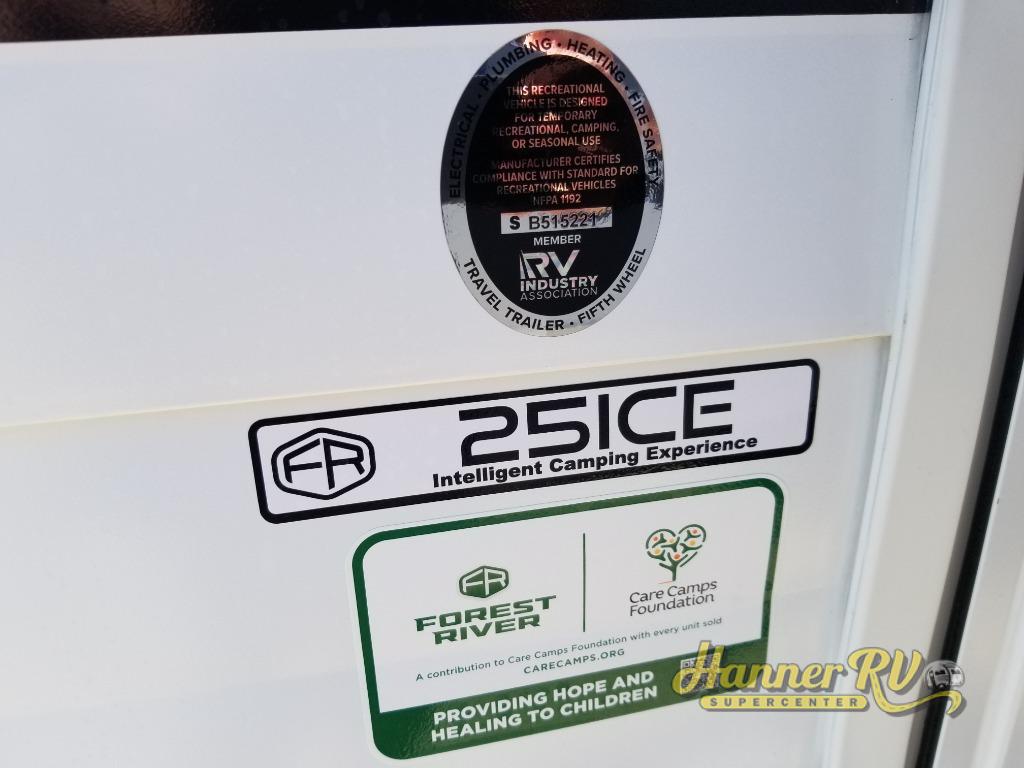 ELECTRICAL · PLUMBING · HEATING · FIRE SAFETY
THIS RECREATIONAL
VEHICLE IS DESIGNED
FOR TEMPORARY
RECREATIONAL, CAMPING,
OR SEASONAL USE
MANUFACTURER CERTIFIES
COMPLIANCE WITH STANDARD FOR
RECREATIONAL VEHICLES
NFPA 1192
S B515221
MEMBER
RV
INDUSTRY
ASSOCIATION
TRAVEL TRAILER · FIFTH WHEEL
FR
25ICE
Intelligent Camping Experience
FR
FOREST
RIVER
Care Camps
Foundation
A contribution to Care Camps Foundation with every unit sold
CARECAMPS.ORG
PROVIDING HOPE AND
HEALING TO CHILDREN
Hanner RV
SUPERCENTER